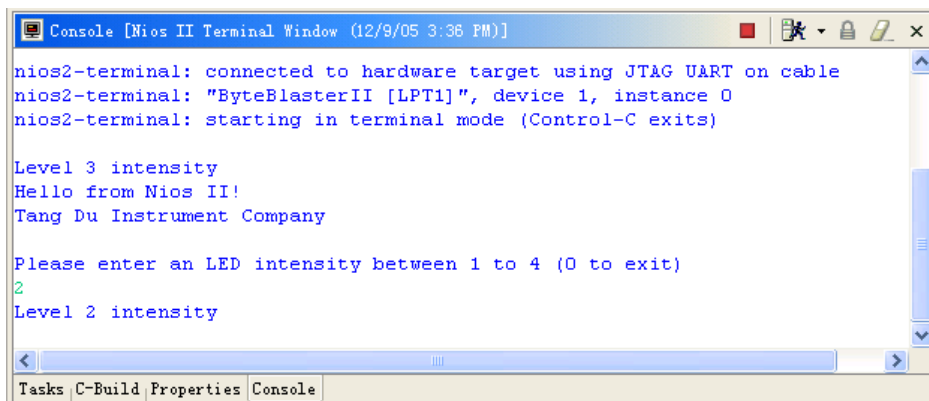 Console [Nios II Terminal Window (12/9/05 3:36 PM)]
nios2-terminal: connected to hardware target using JTAG UART on cable
nios2-terminal: "ByteBlasterII [LPT1]", device 1, instance 0
nios2-terminal: starting in terminal mode (Control-C exits)
Level 3 intensity
Hello from Nios II!
Tang Du Instrument Company
Please enter an LED intensity between 1 to 4 (0 to exit)
2
Level 2 intensity
Tasks C-Build Properties Console